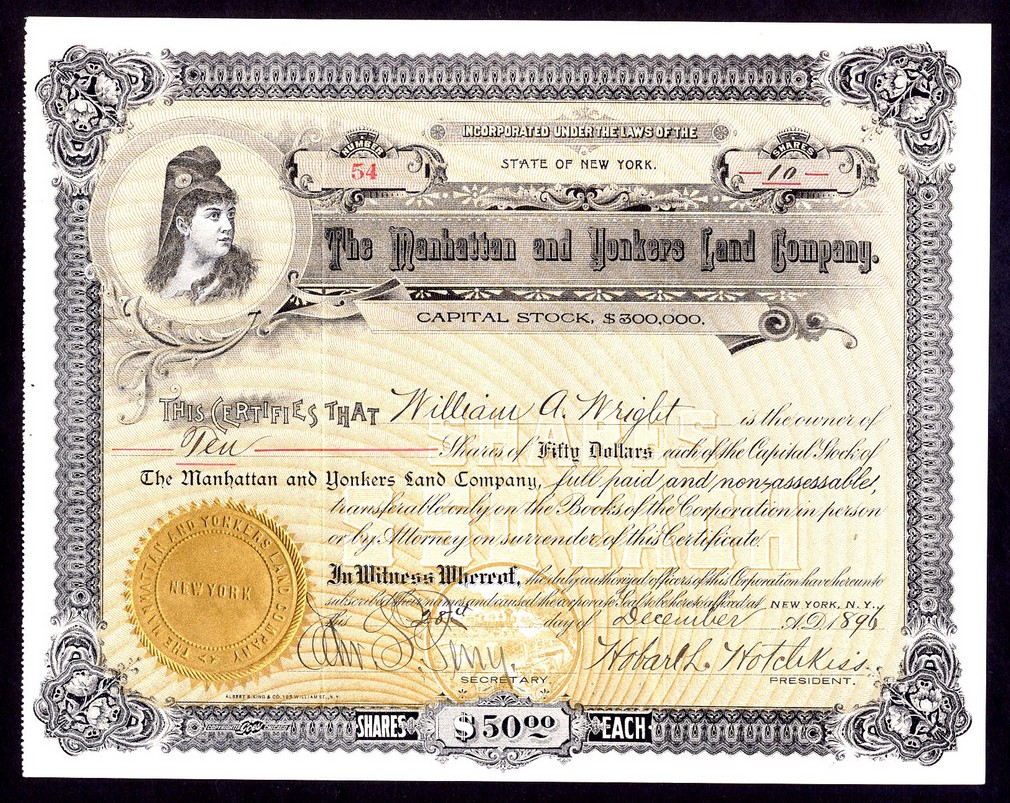 INCORPORATED UNDER THE LAWS OF THE
STATE OF NEW YORK.
NUMBER
54
SHARES
10
The Manhattan and Yonkers Land Company.
CAPITAL STOCK, $300,000.
THIS CERTIFIES THAT William A. Wright is the owner of
Ten Shares of Fifty Dollars each of the Capital Stock of
The Manhattan and Yonkers Land Company, full paid and non-assessable,
transferable only on the Books of the Corporation in person
or by Attorney on surrender of this Certificate.
In Witness Whereof, the duly authorized officers of this Corporation have hereunto
subscribed their names and caused the corporate Seal to be hereto affixed at NEW YORK, N.Y.,
this day of December A.D. 1896
Hobart L. Hotchkiss.
SECRETARY.
PRESIDENT.
THE MANHATTAN AND YONKERS LAND COMPANY
NEW YORK
ALBERT B. KING & CO. 105 WILLIAM ST., N.Y.
SHARES $50.00 EACH